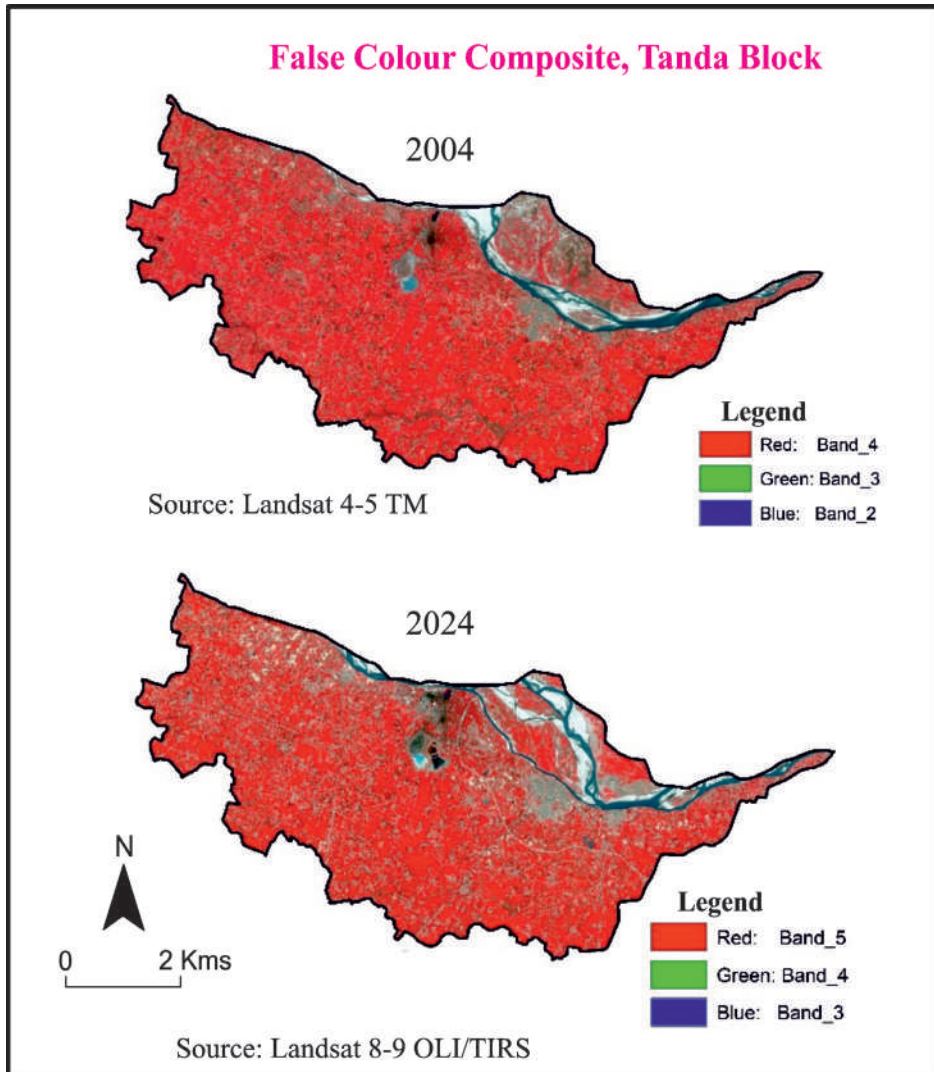 False Colour Composite, Tanda Block
2004
Legend
Red: Band_4
Green: Band_3
Blue: Band_2
Source: Landsat 4-5 TM
2024
N
0 2 Kms
Legend
Red: Band_5
Green: Band_4
Blue: Band_3
Source: Landsat 8-9 OLI/TIRS